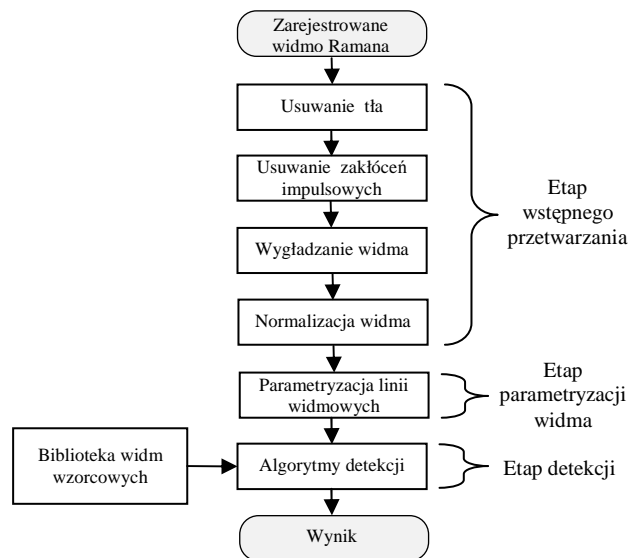 Zarejestrowane
widmo Ramana
Usuwanie tła
Usuwanie zakłóceń
impulsowych
Wygładzanie widma
Normalizacja widma
Etap
wstępnego
przetwarzania
Parametryzacja linii
widmowych
Etap
parametryzacji
widma
Biblioteka widm
wzorcowych
Algorytmy detekcji
Etap detekcji
Wynik